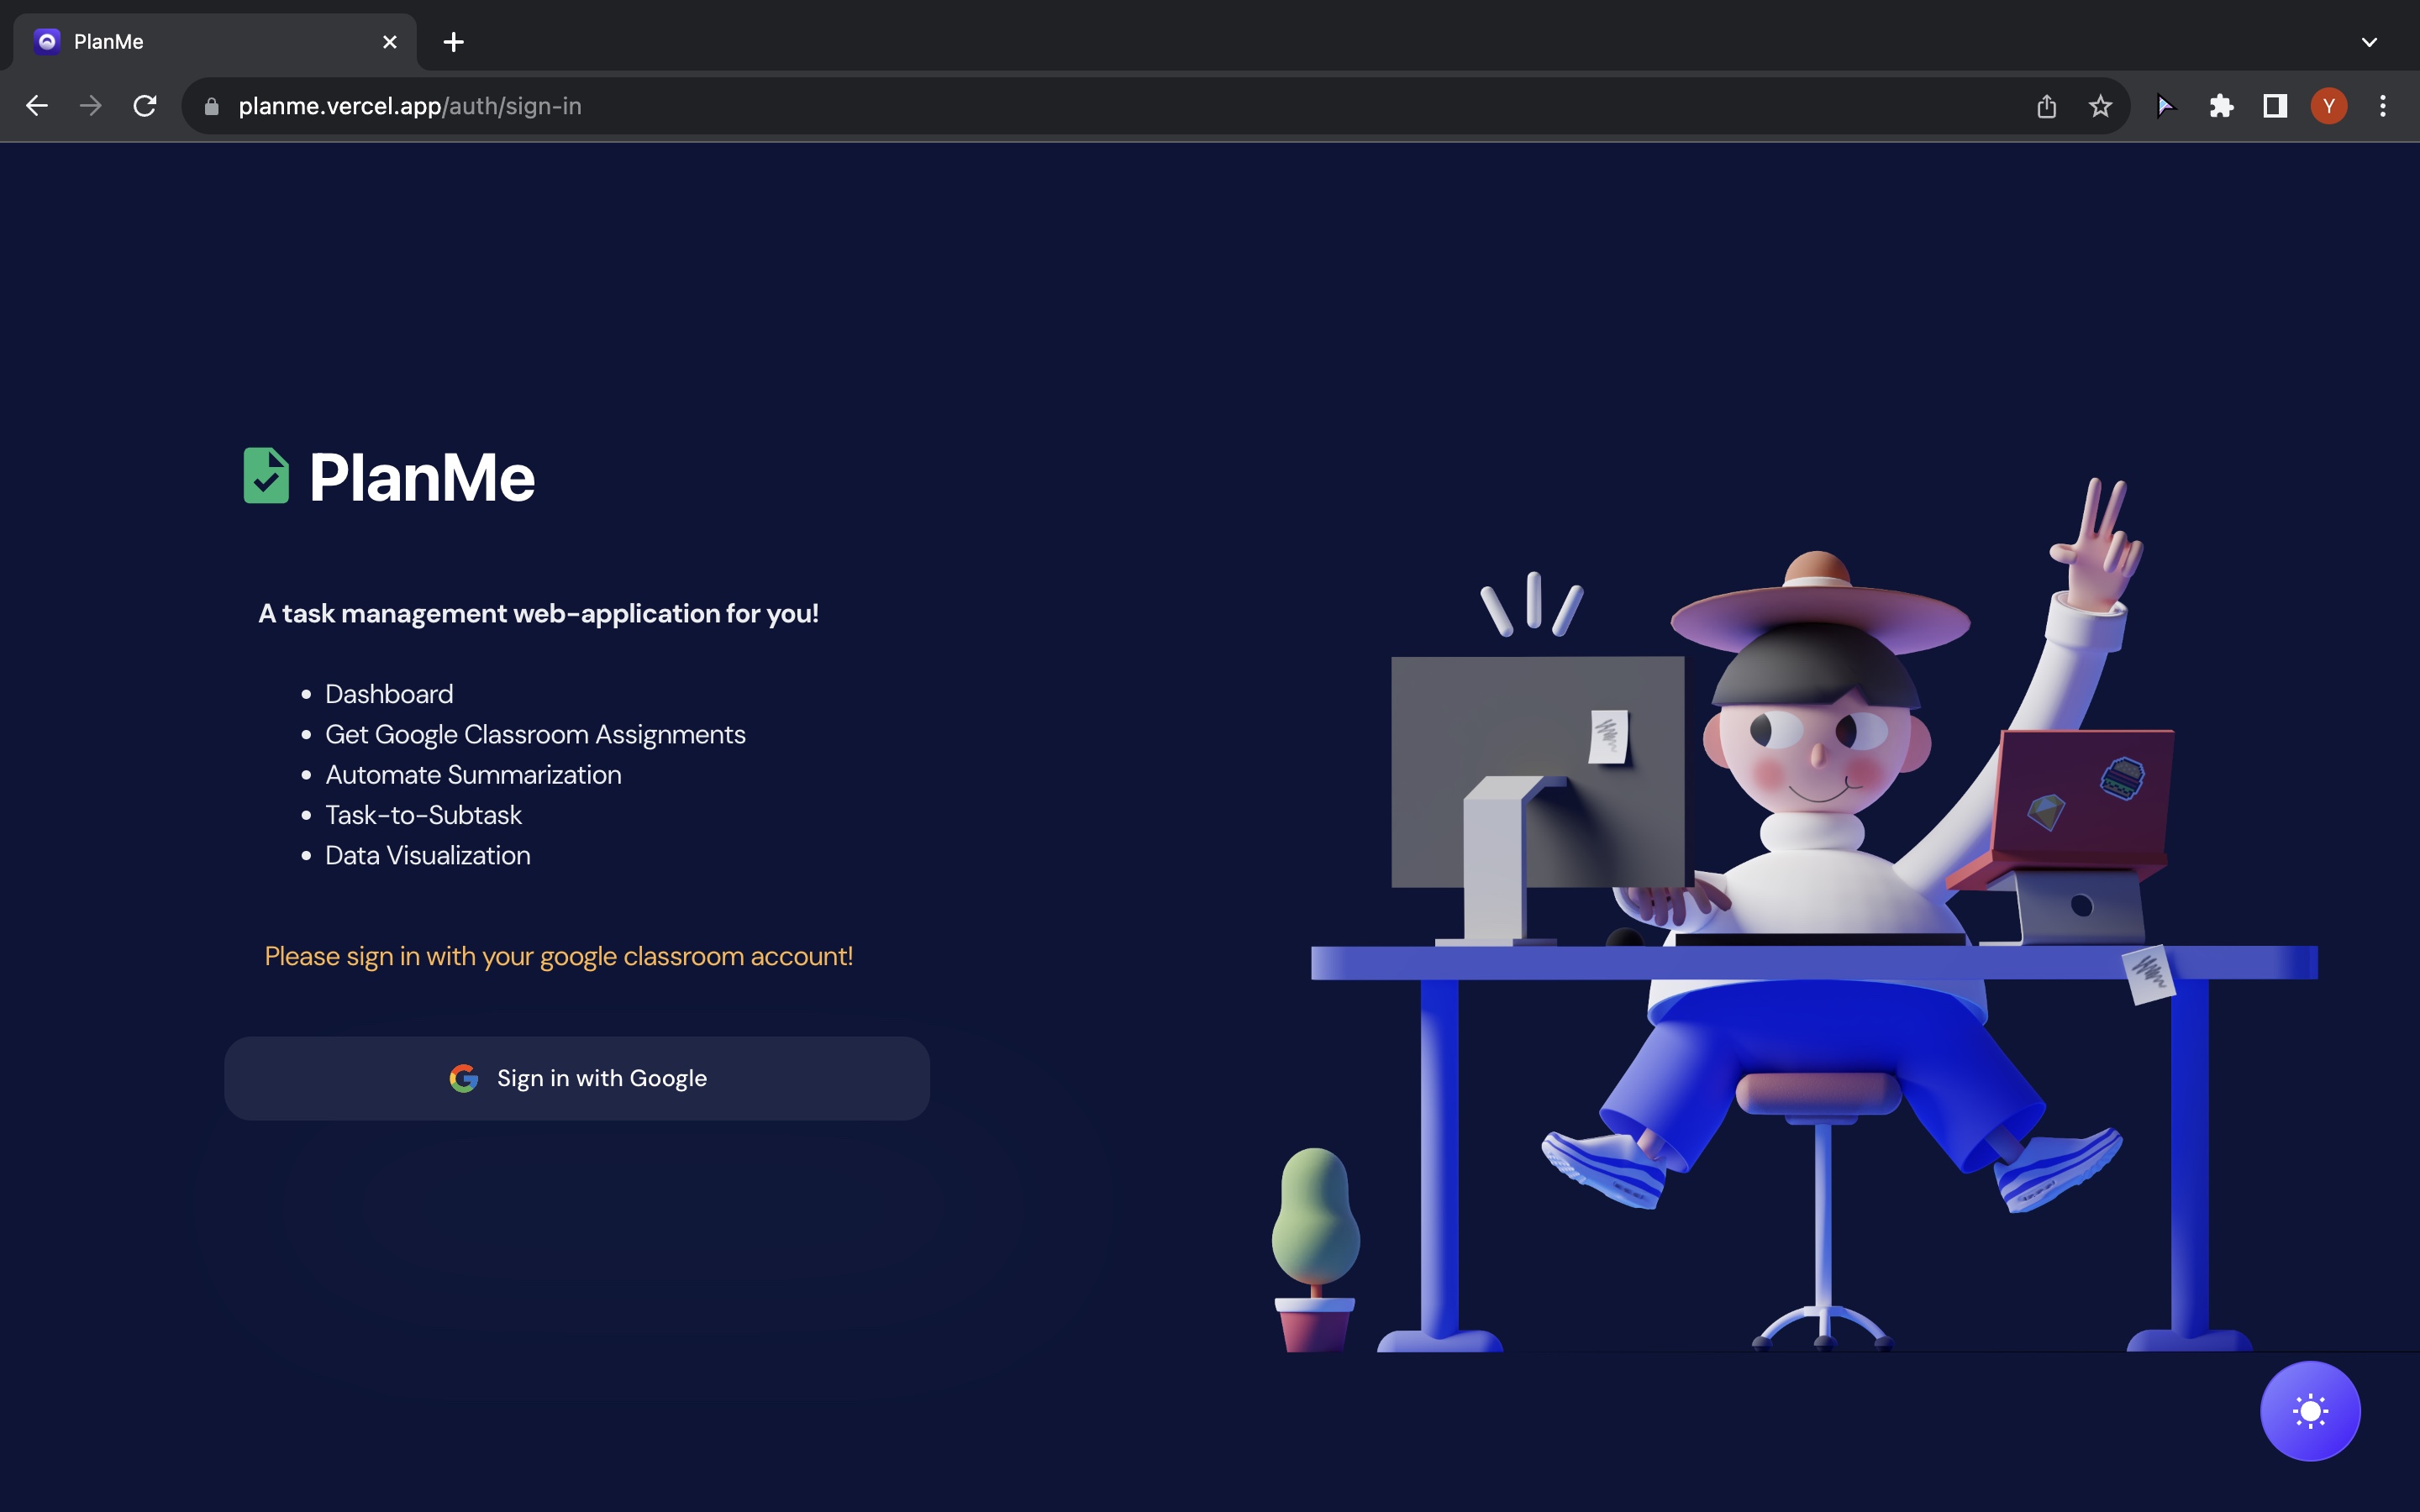 PlanMe
planme.vercel.app/auth/sign-in
Y
PlanMe
A task management web-application for you!
Dashboard
Get Google Classroom Assignments
Automate Summarization
Task-to-Subtask
Data Visualization
Please sign in with your google classroom account!
Sign in with Google